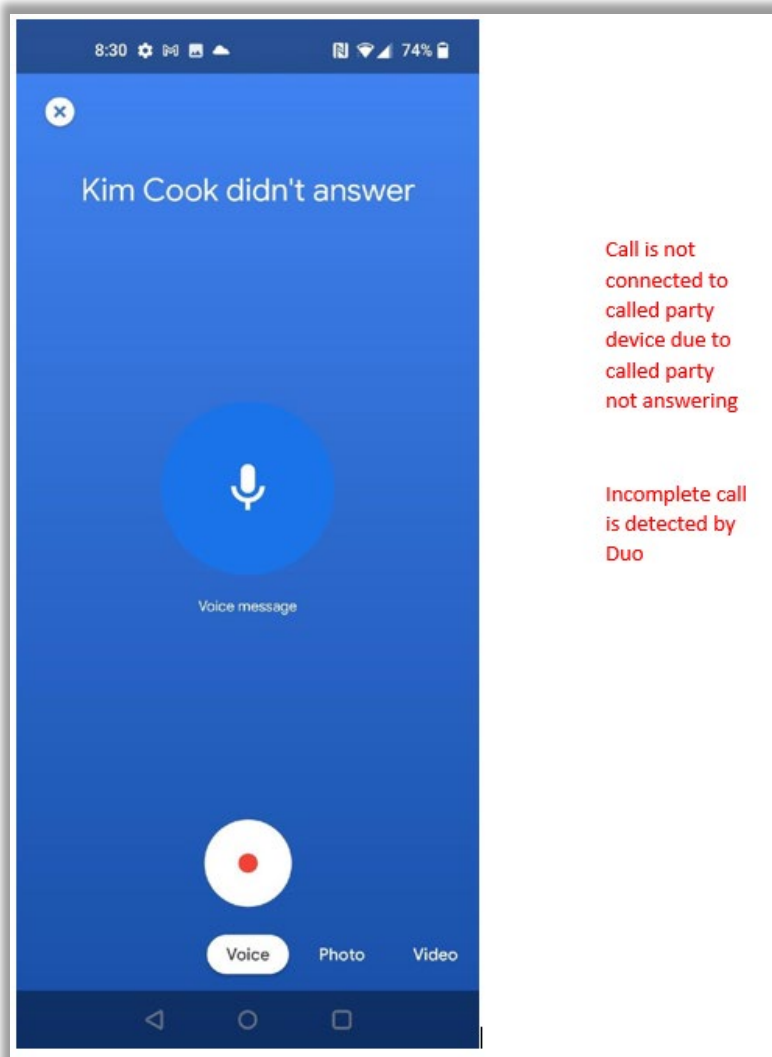 8:30
74%
Kim Cook didn't answer
Call is not
connected to
called party
device due to
called party
not answering
Incomplete call
is detected by
Duo
Voice message
Voice Photo Video